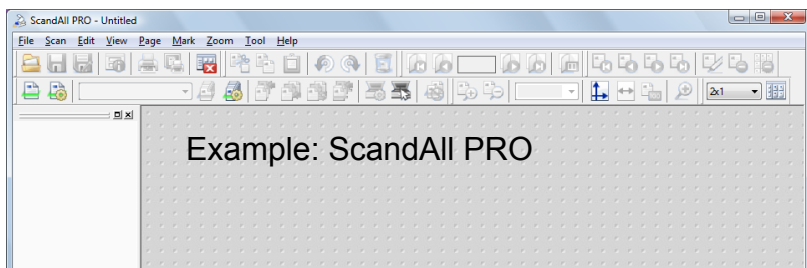 ScandAll PRO - Untitled
File Scan Edit View Page Mark Zoom Tool Help
2x1
Example: ScandAll PRO